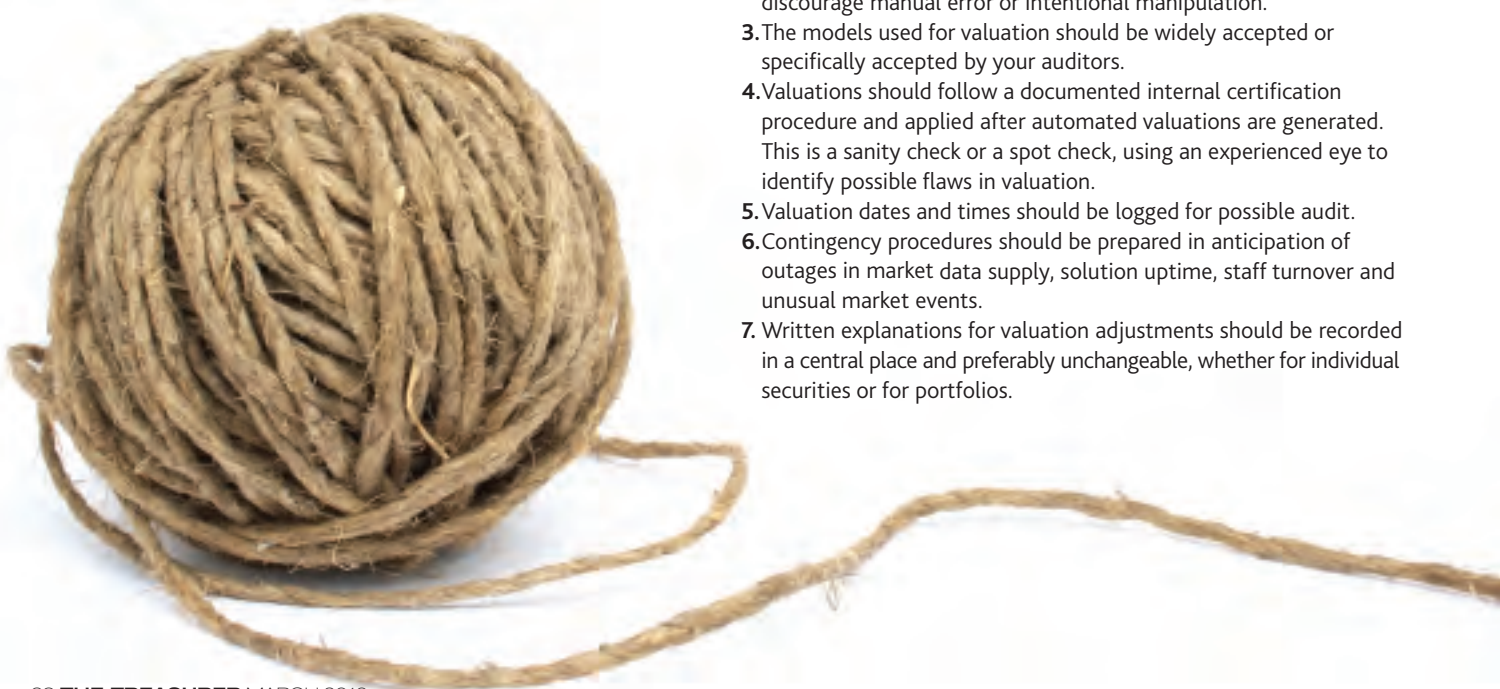 discourage manual error or intentional manipulation.
3. The models used for valuation should be widely accepted or
specifically accepted by your auditors.
4. Valuations should follow a documented internal certification
procedure and applied after automated valuations are generated.
This is a sanity check or a spot check, using an experienced eye to
identify possible flaws in valuation.
5. Valuation dates and times should be logged for possible audit.
6. Contingency procedures should be prepared in anticipation of
outages in market data supply, solution uptime, staff turnover and
unusual market events.
7. Written explanations for valuation adjustments should be recorded
in a central place and preferably unchangeable, whether for individual
securities or for portfolios.
THE TREASURER MARCH